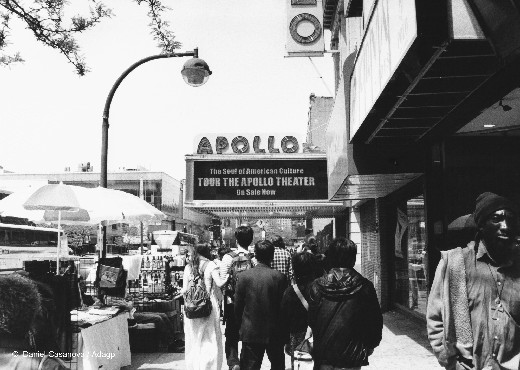 O
APOLLO
The Soul of American Culture
TOUR THE APOLLO THEATER
On Sale Now
© Daniel Casanova / Adagp